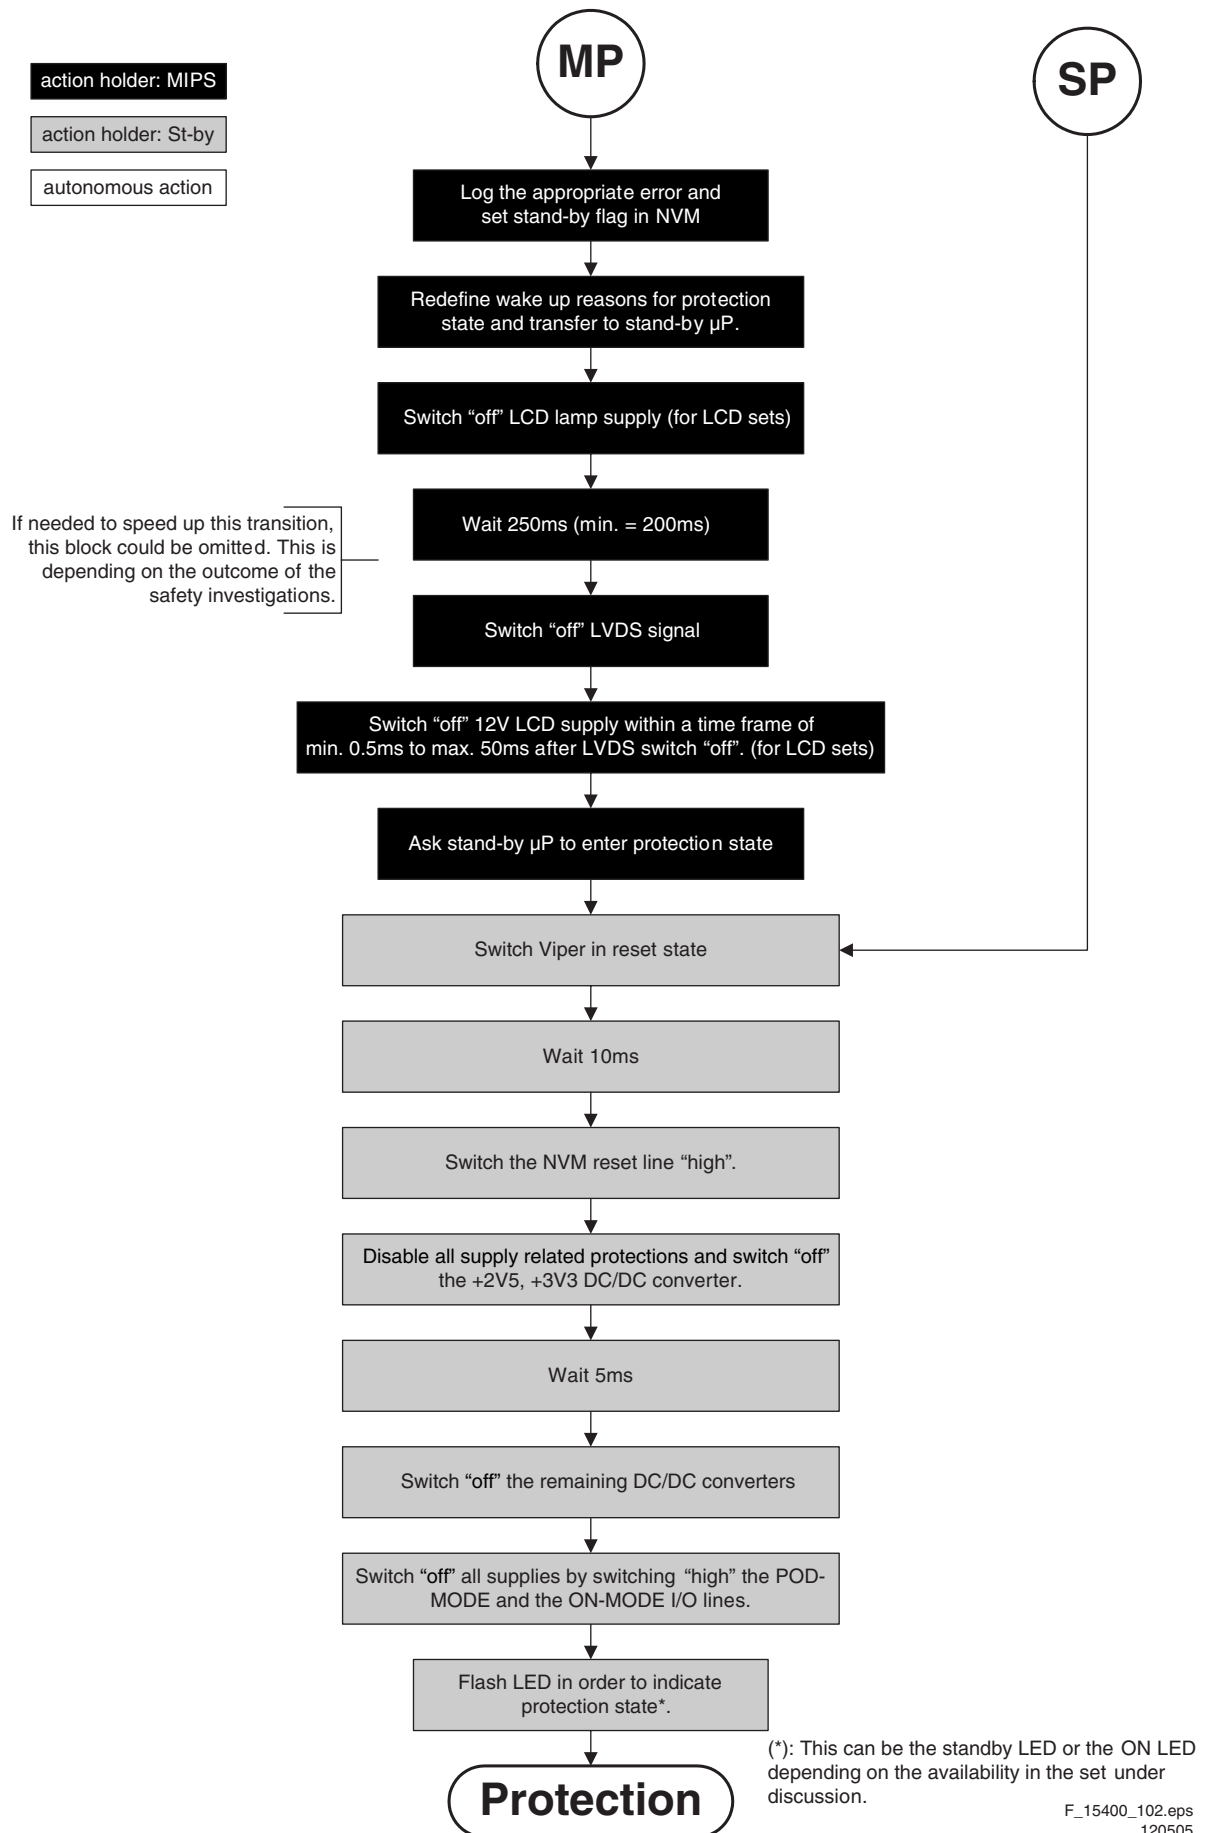 MP
SP
action holder: MIPS
action holder: St-by
autonomous action
Log the appropriate error and
set stand-by flag in NVM
Redefine wake up reasons for protection
state and transfer to stand-by µP.
Switch “off” LCD lamp supply (for LCD sets)
If needed to speed up this transition,
this block could be omitted. This is
depending on the outcome of the
safety investigations.
Wait 250ms (min. = 200ms)
Switch “off” LVDS signal
Switch “off” 12V LCD supply within a time frame of
min. 0.5ms to max. 50ms after LVDS switch “off”. (for LCD sets)
Ask stand-by µP to enter protection state
Switch Viper in reset state
Wait 10ms
Switch the NVM reset line “high”.
Disable all supply related protections and switch “off”
the +2V5, +3V3 DC/DC converter.
Wait 5ms
Switch “off” the remaining DC/DC converters
Switch “off” all supplies by switching “high” the POD-
MODE and the ON-MODE I/O lines.
Flash LED in order to indicate
protection state*.
Protection
(*): This can be the standby LED or the ON LED
depending on the availability in the set under
discussion.
F_15400_102.eps
120505